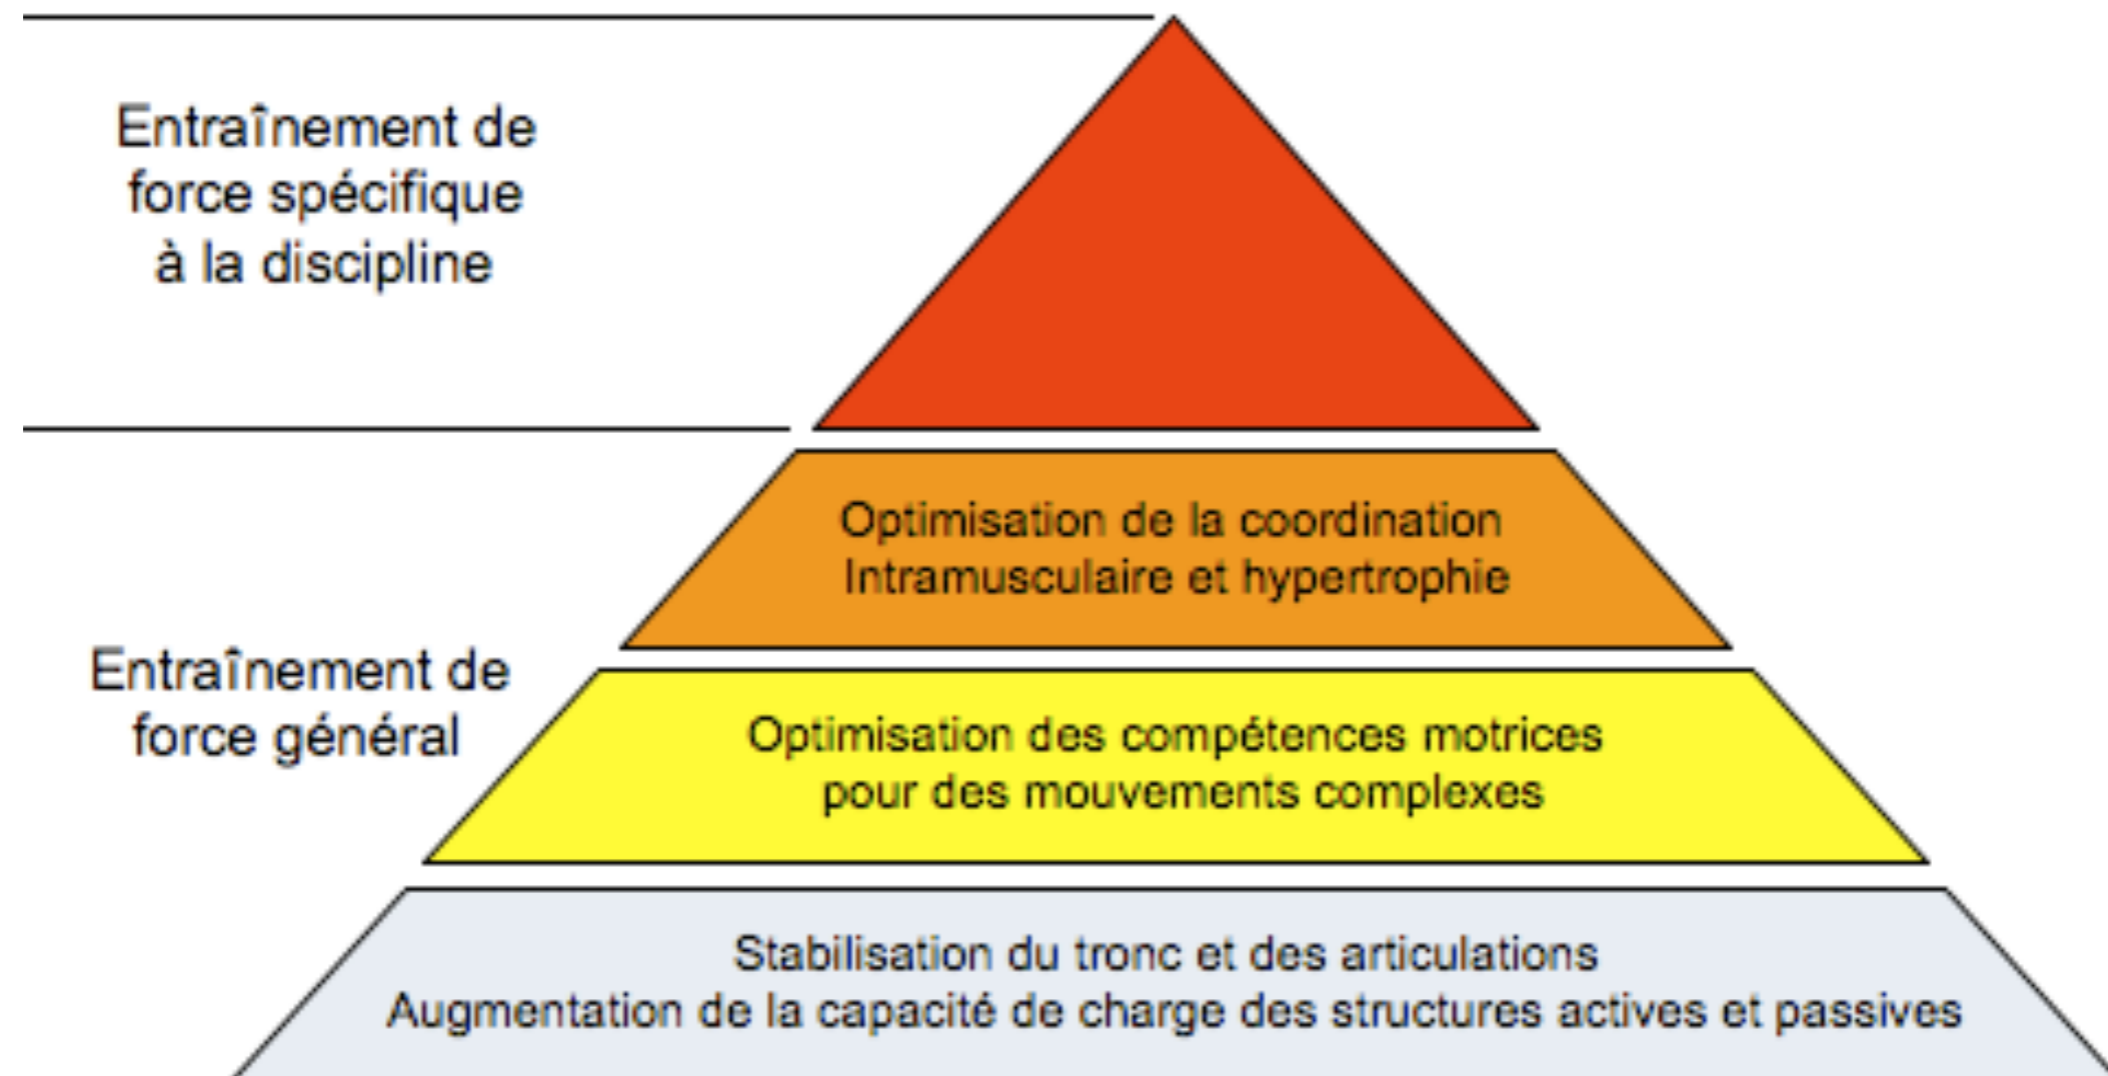 Entraînement de
force spécifique
à la discipline
Optimisation de la coordination
Intramusculaire et hypertrophie
Entraînement de
force général
Optimisation des compétences motrices
pour des mouvements complexes
Stabilisation du tronc et des articulations
Augmentation de la capacité de charge des structures actives et passives